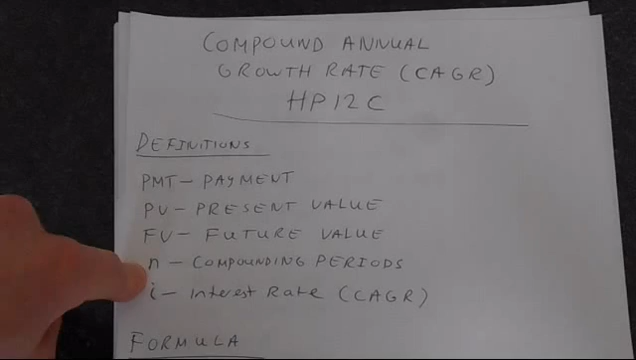 COMPOUND ANNUAL
GROWTH RATE (CAGR)
HP12C
DEFINITIONS
PMT - PAYMENT
PV - PRESENT VALUE
FV - FUTURE VALUE
n - COMPOUNDING PERIODS
i - Interest Rate (CAGR)
FORMULA